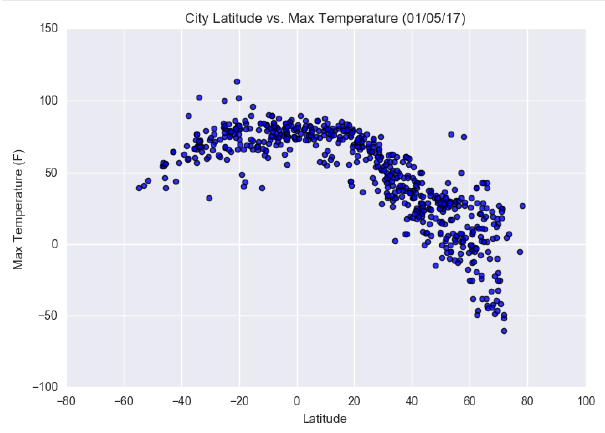 City Latitude vs. Max Temperature (01/05/17)
150
100
50
0
−50
−100
Max Temperature (F)
−80 −60 −40 −20 0 20 40 60 80 100
Latitude